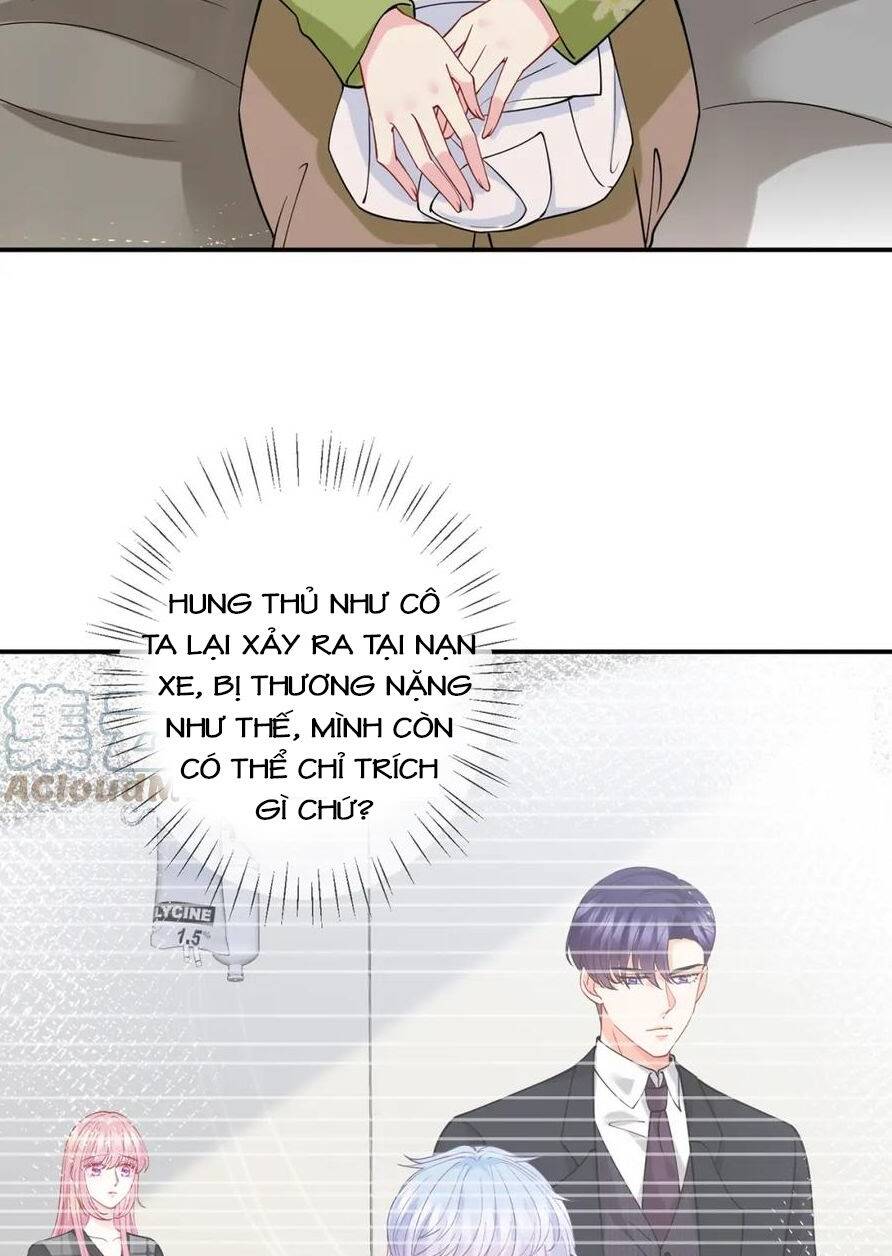 HUNG THỦ NHƯ CÔ
TA LẠI XẢY RA TẠI NẠN
XE, BỊ THƯƠNG NẶNG
NHƯ THẾ, MÌNH CÒN
CÓ THỂ CHỈ TRÍCH
GÌ CHỨ?
ACloudM
LYCINE
1.5%